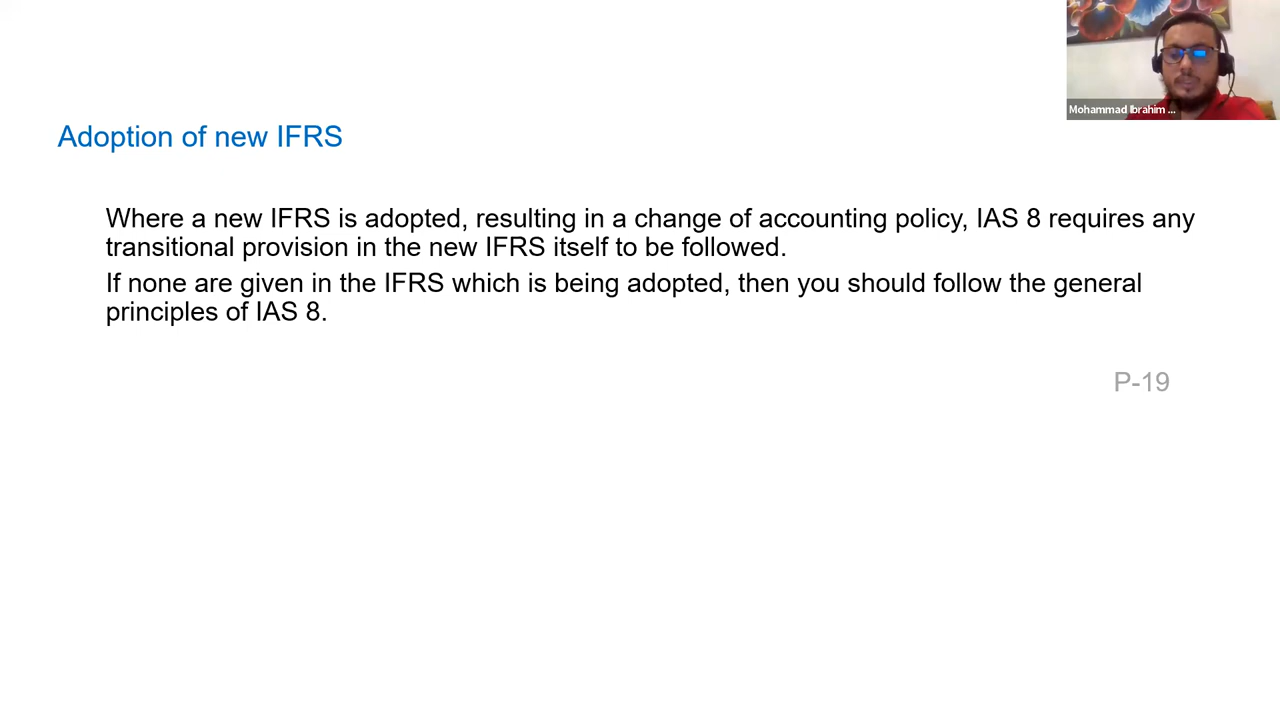 Mohammad Ibrahim ...
Adoption of new IFRS
Where a new IFRS is adopted, resulting in a change of accounting policy, IAS 8 requires any
transitional provision in the new IFRS itself to be followed.
If none are given in the IFRS which is being adopted, then you should follow the general
principles of IAS 8.
P-19